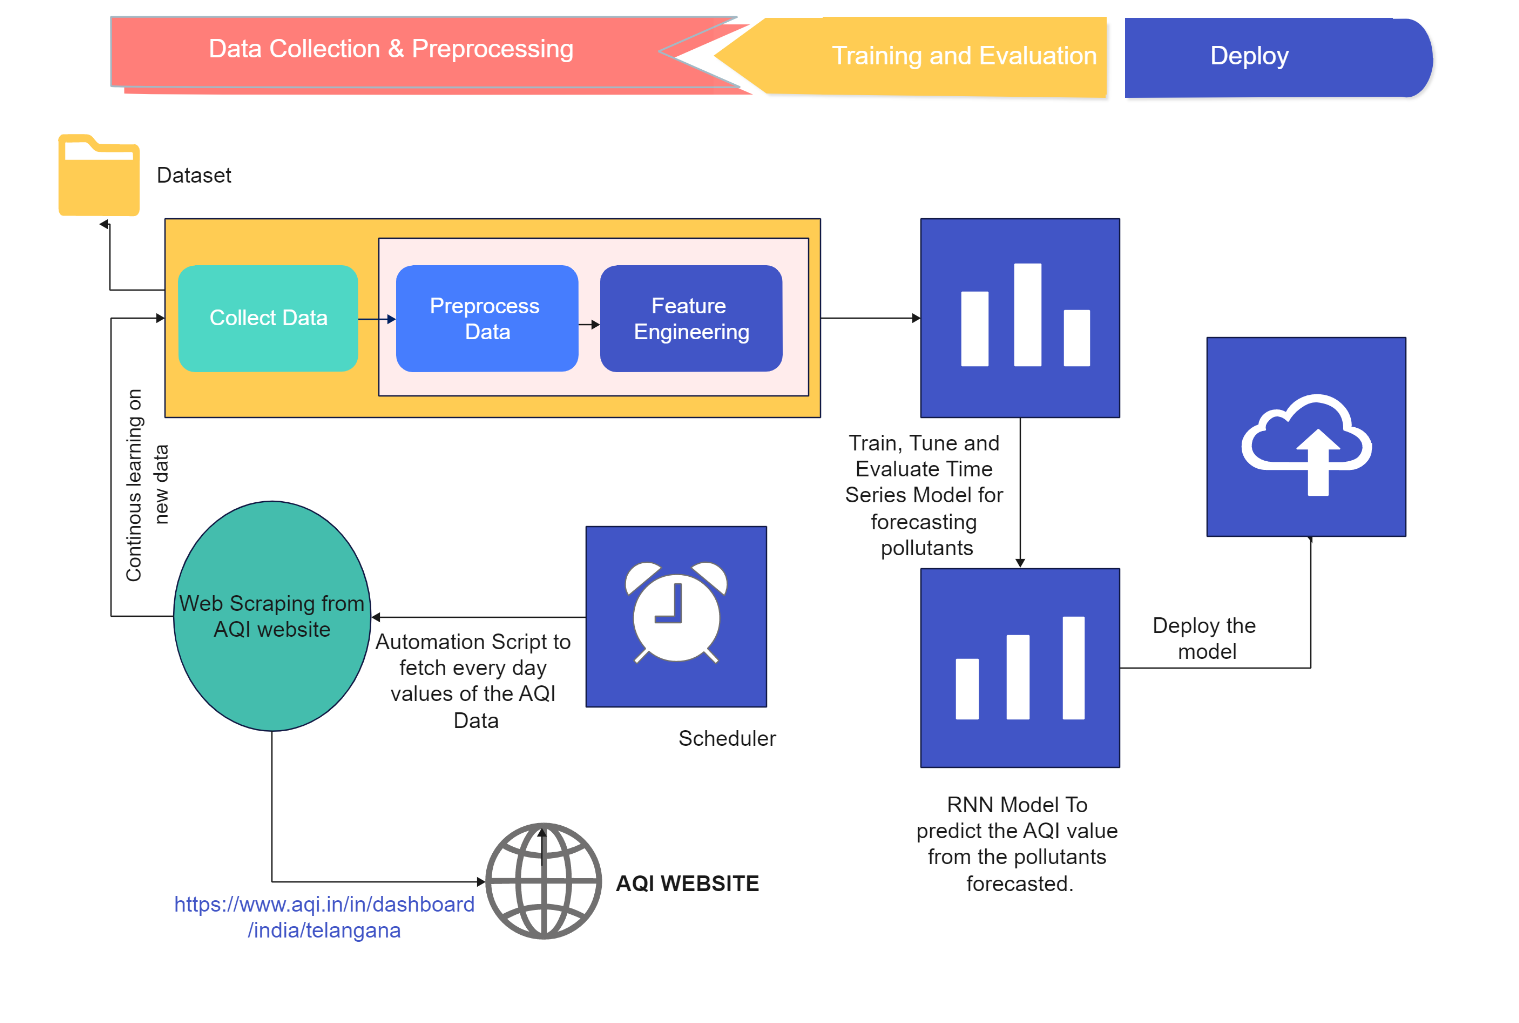 Data Collection & Preprocessing
Training and Evaluation
Deploy
Dataset
Collect Data
Preprocess
Data
Feature
Engineering
Continous learning on
new data
Train, Tune and
Evaluate Time
Series Model for
forecasting
pollutants
Web Scraping from
AQI website
Automation Script to
fetch every day
values of the AQI
Data
Scheduler
Deploy the
model
RNN Model To
predict the AQI value
from the pollutants
forecasted.
AQI WEBSITE
https://www.aqi.in/in/dashboard
/india/telangana